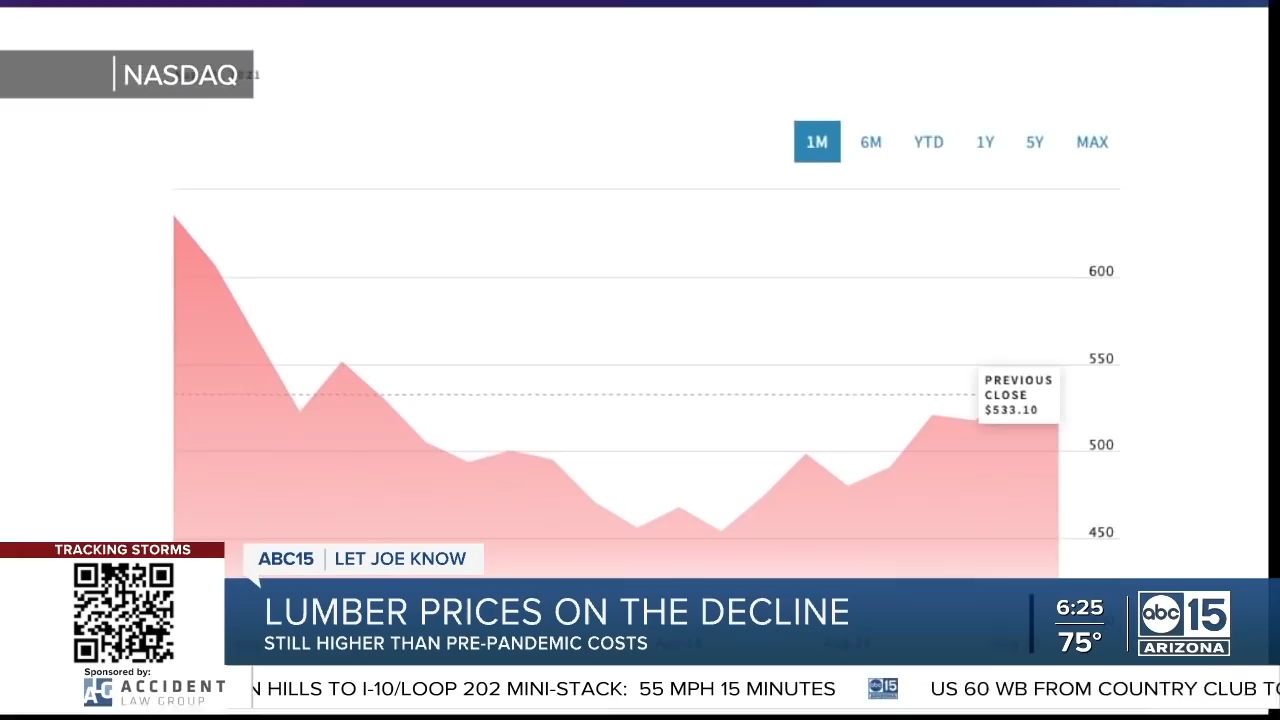 NASDAQ
1M 6M YTD 1Y 5Y MAX
600
550
PREVIOUS
CLOSE
$533.10
500
450
TRACKING STORMS
ABC15 LET JOE KNOW
LUMBER PRICES ON THE DECLINE
STILL HIGHER THAN PRE-PANDEMIC COSTS
6:25
75°
abc 15
ARIZONA
Sponsored by:
ALG ACCIDENT
LAW GROUP
N HILLS TO I-10/LOOP 202 MINI-STACK: 55 MPH 15 MINUTES abc 15 US 60 WB FROM COUNTRY CLUB TO